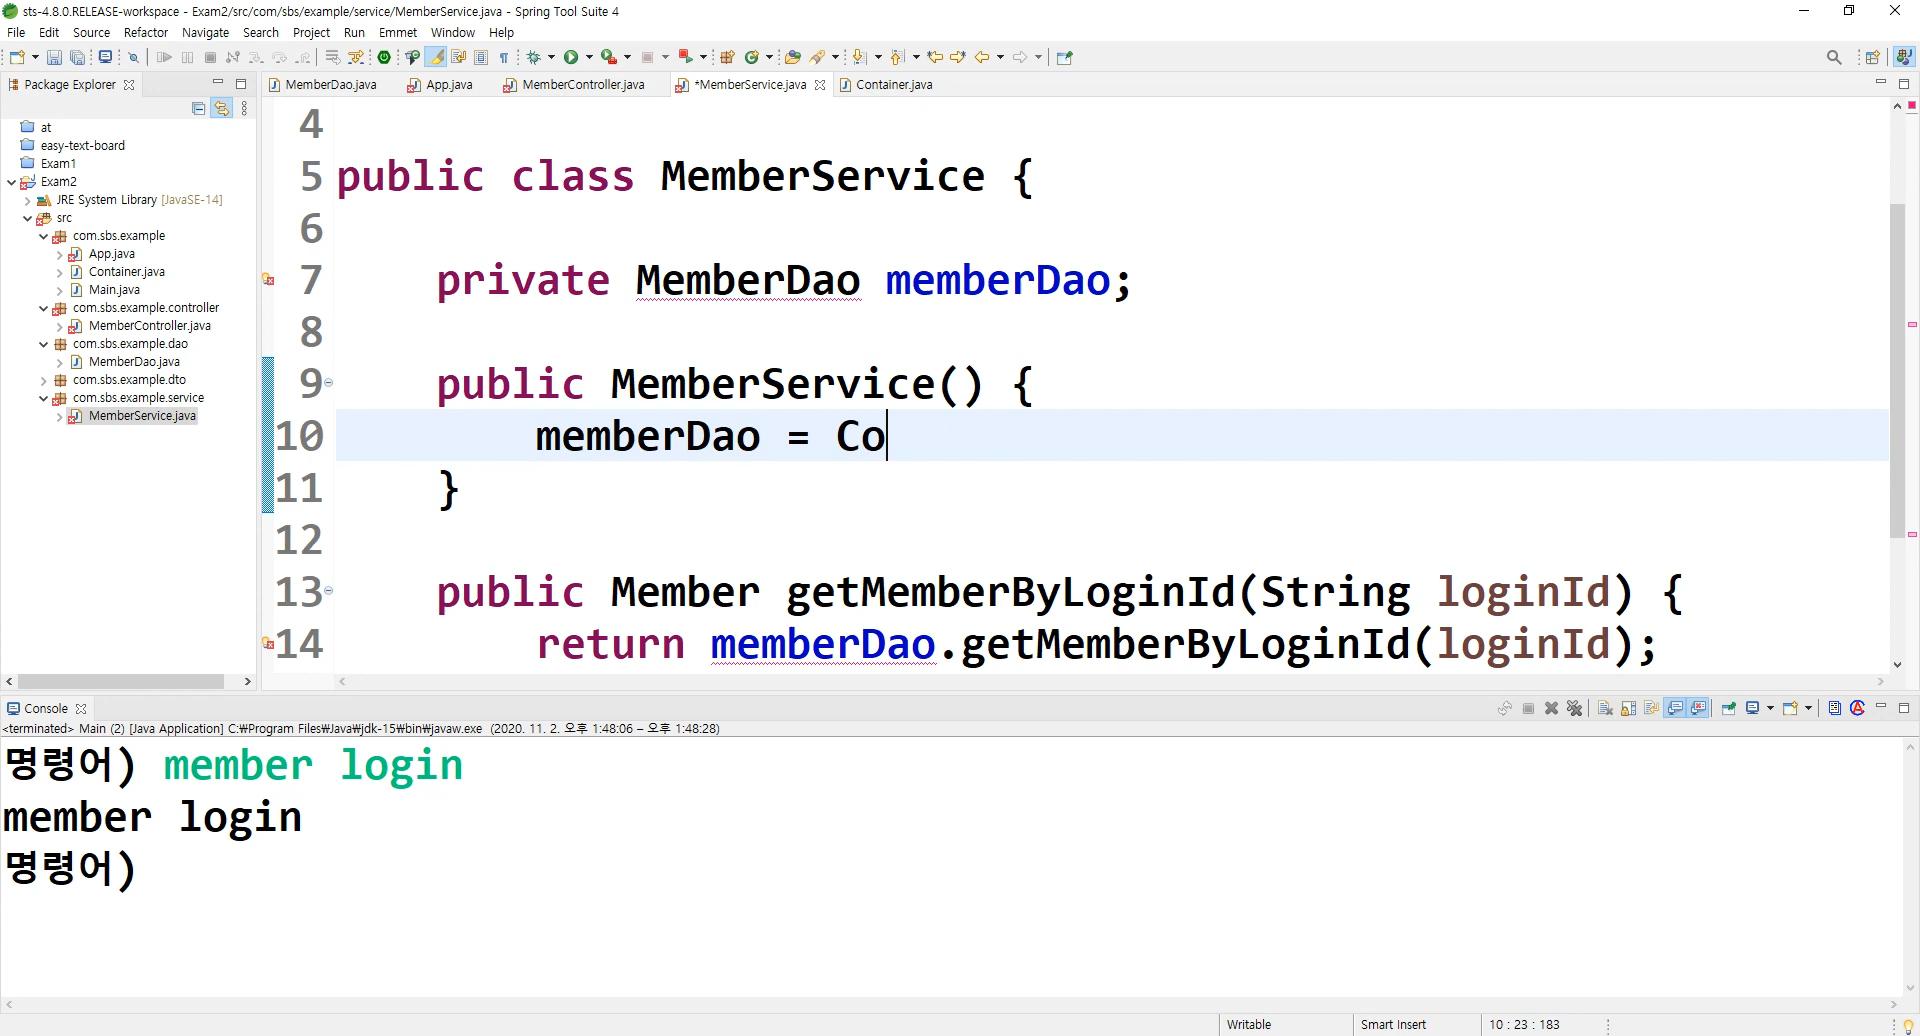 sts-4.8.0.RELEASE-workspace - Exam2/src/com/sbs/example/service/MemberService.java - Spring Tool Suite 4
File Edit Source Refactor Navigate Search Project Run Emmet Window Help
Package Explorer
MemberDao.java App.java MemberController.java *MemberService.java Container.java
at
easy-text-board
Exam1
Exam2
JRE System Library [JavaSE-14]
src
com.sbs.example
App.java
Container.java
Main.java
com.sbs.example.controller
MemberController.java
com.sbs.example.dao
MemberDao.java
com.sbs.example.dto
com.sbs.example.service
MemberService.java
4
5 public class MemberService {
6
7 private MemberDao memberDao;
8
9 public MemberService() {
10 memberDao = Co
11 }
12
13 public Member getMemberByLoginId(String loginId) {
14 return memberDao.getMemberByLoginId(loginId);
Console
<terminated> Main (2) [Java Application] C:₩Program Files₩Java₩jdk-15₩bin₩javaw.exe (2020. 11. 2. 오후 1:48:06 – 오후 1:48:28)
명령어) member login
member login
명령어)
Writable Smart Insert 10 : 23 : 183